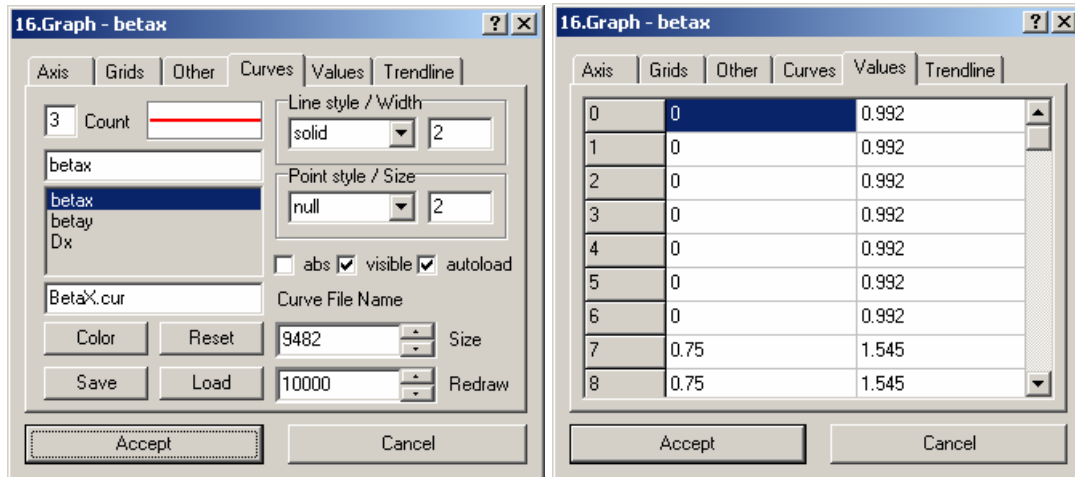 16.Graph - betax
Axis Grids Other Curves Values Trendline
3 Count
Line style / Width
solid 2
betax
Point style / Size
null 2
betax
betay
Dx
abs visible autoload
BetaX.cur Curve File Name
Color Reset 9482 Size
Save Load 10000 Redraw
Accept Cancel
16.Graph - betax
Axis Grids Other Curves Values Trendline
0 0 0.992
1 0 0.992
2 0 0.992
3 0 0.992
4 0 0.992
5 0 0.992
6 0 0.992
7 0.75 1.545
8 0.75 1.545
Accept Cancel